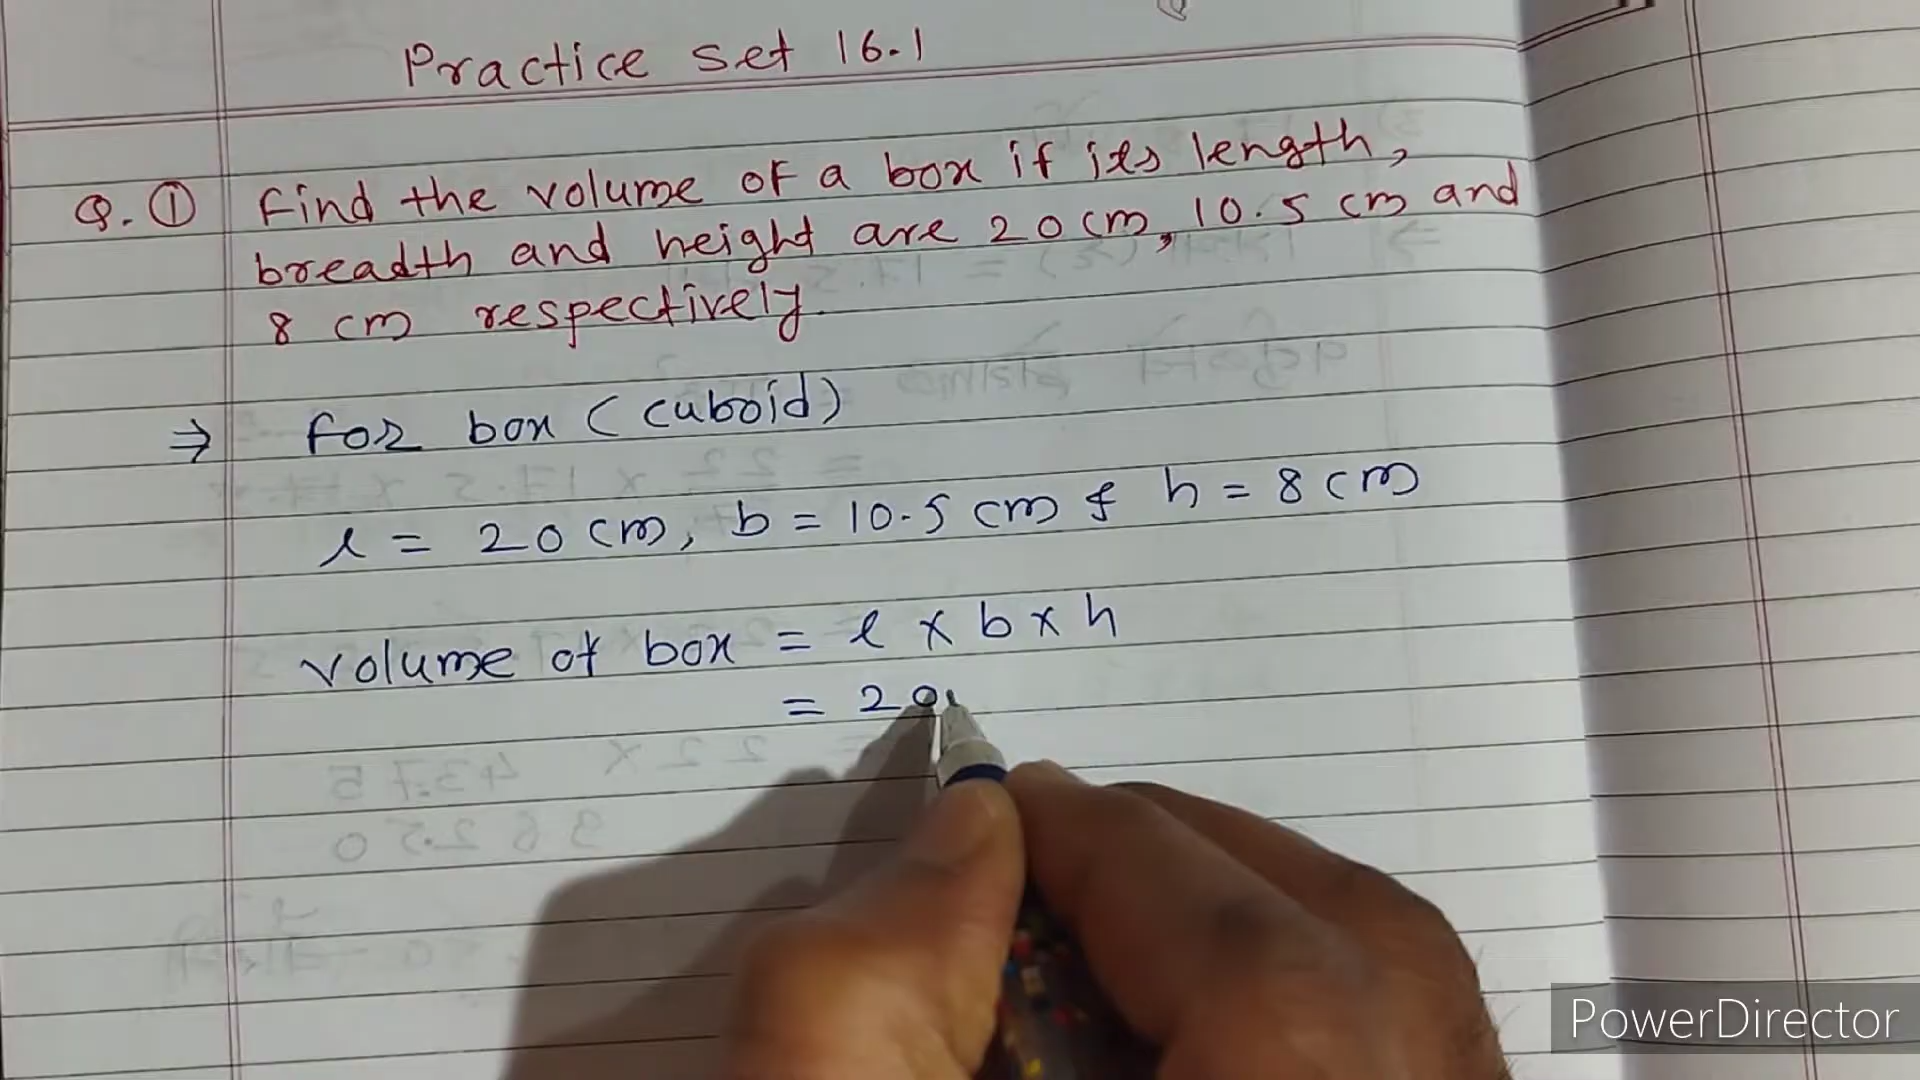 Practice set 16.1
Q. ① Find the volume of a box if its length,
breadth and height are 20 cm, 10.5 cm and
8 cm respectively.
⇒ for box (cuboid)
l = 20 cm, b = 10.5 cm & h = 8 cm
volume of box = l × b × h
= 20
PowerDirector